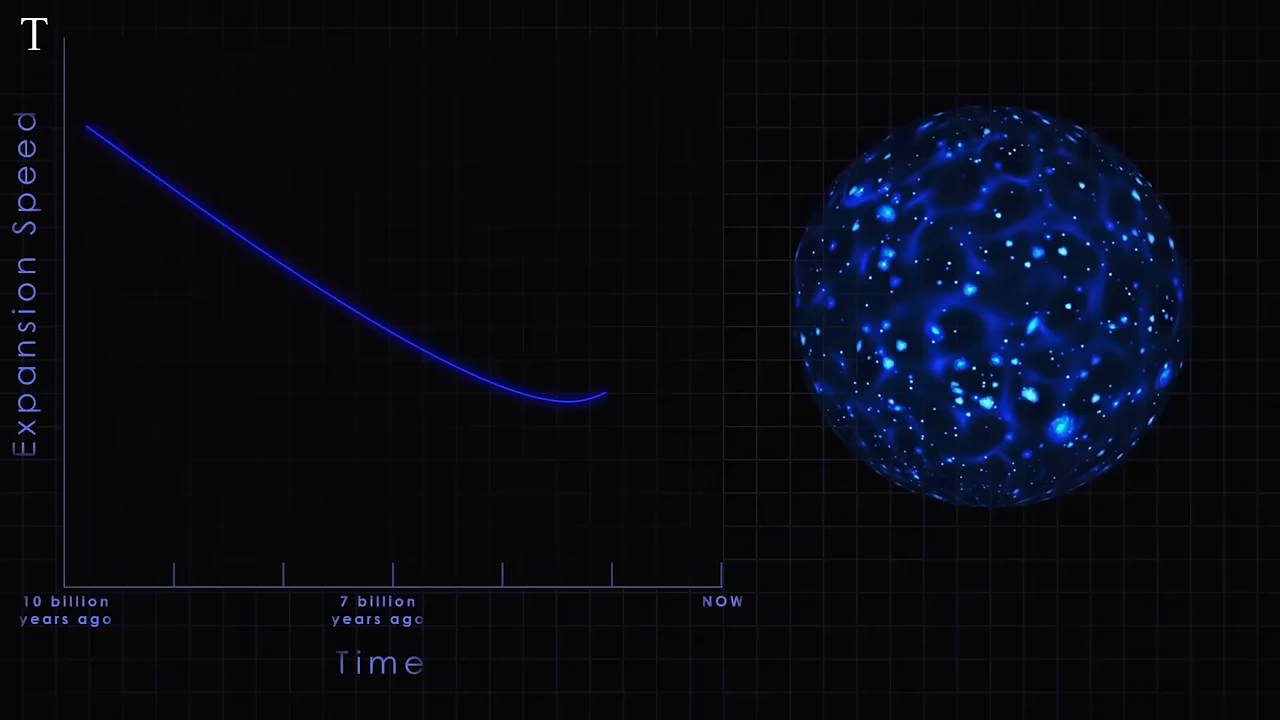 T
Expansion Speed
10 billion
years ago
7 billion
years ago
NOW
Time